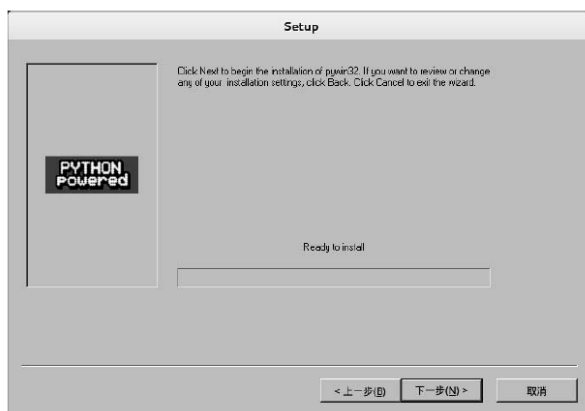 Setup
Click Next to begin the installation of pywin32. If you want to review or change
any of your installation settings, click Back. Click Cancel to exit the wizard.
PYTHON
powered
Ready to install
<上一步(B)
下一步(N)>
取消